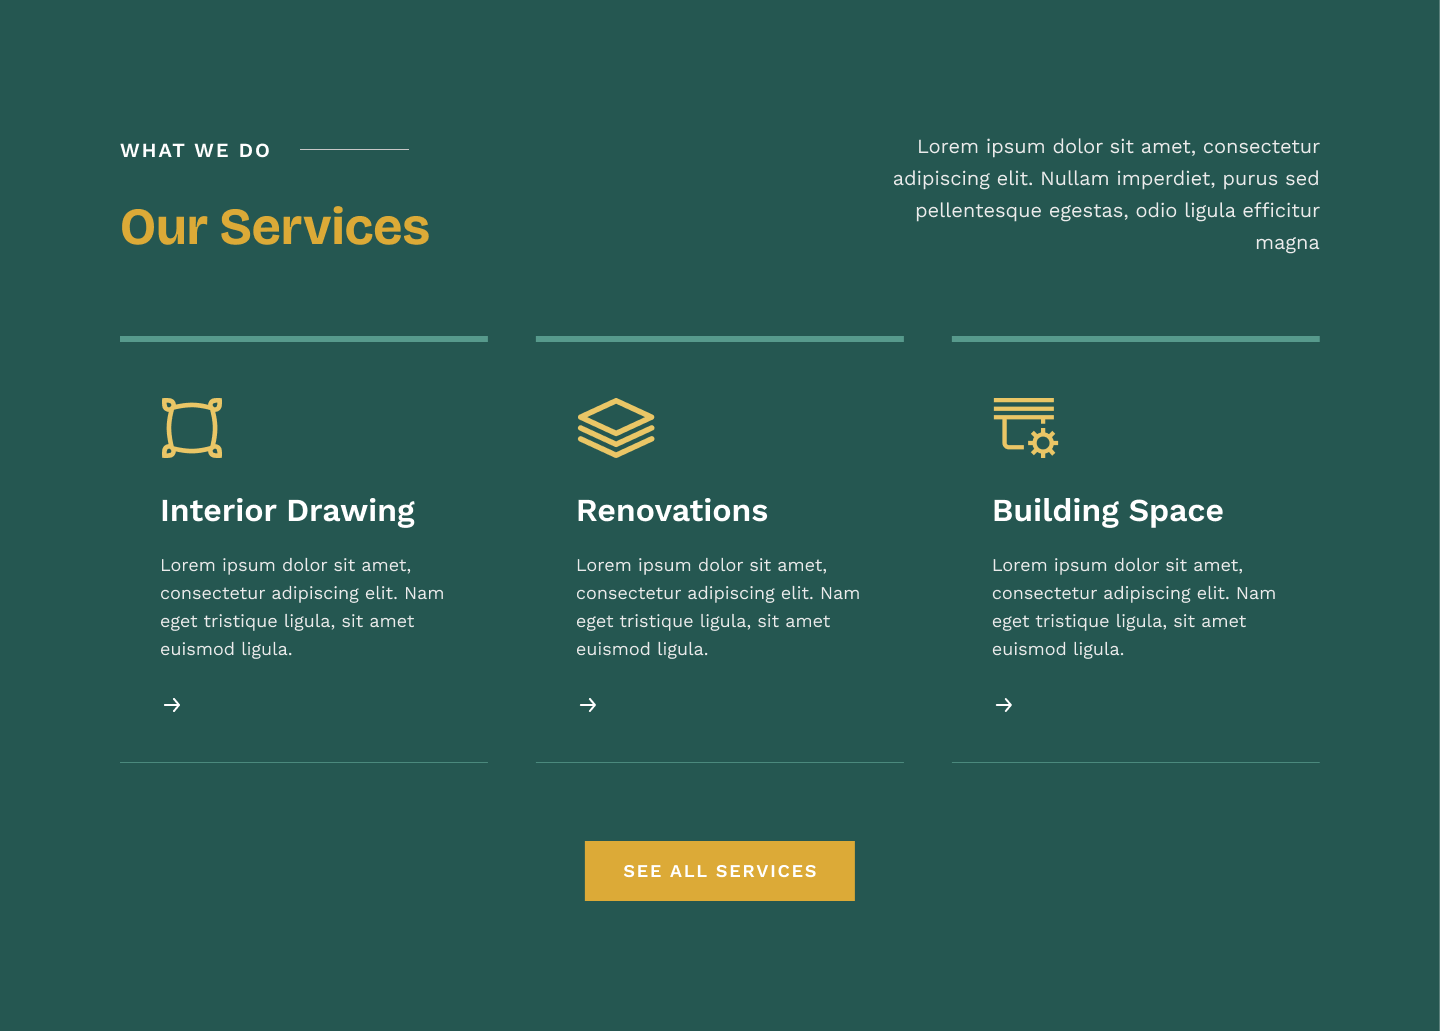 WHAT WE DO
Our Services
Lorem ipsum dolor sit amet, consectetur
adipiscing elit. Nullam imperdiet, purus sed
pellentesque egestas, odio ligula efficitur
magna
Interior Drawing
Lorem ipsum dolor sit amet,
consectetur adipiscing elit. Nam
eget tristique ligula, sit amet
euismod ligula.
Renovations
Lorem ipsum dolor sit amet,
consectetur adipiscing elit. Nam
eget tristique ligula, sit amet
euismod ligula.
Building Space
Lorem ipsum dolor sit amet,
consectetur adipiscing elit. Nam
eget tristique ligula, sit amet
euismod ligula.
SEE ALL SERVICES